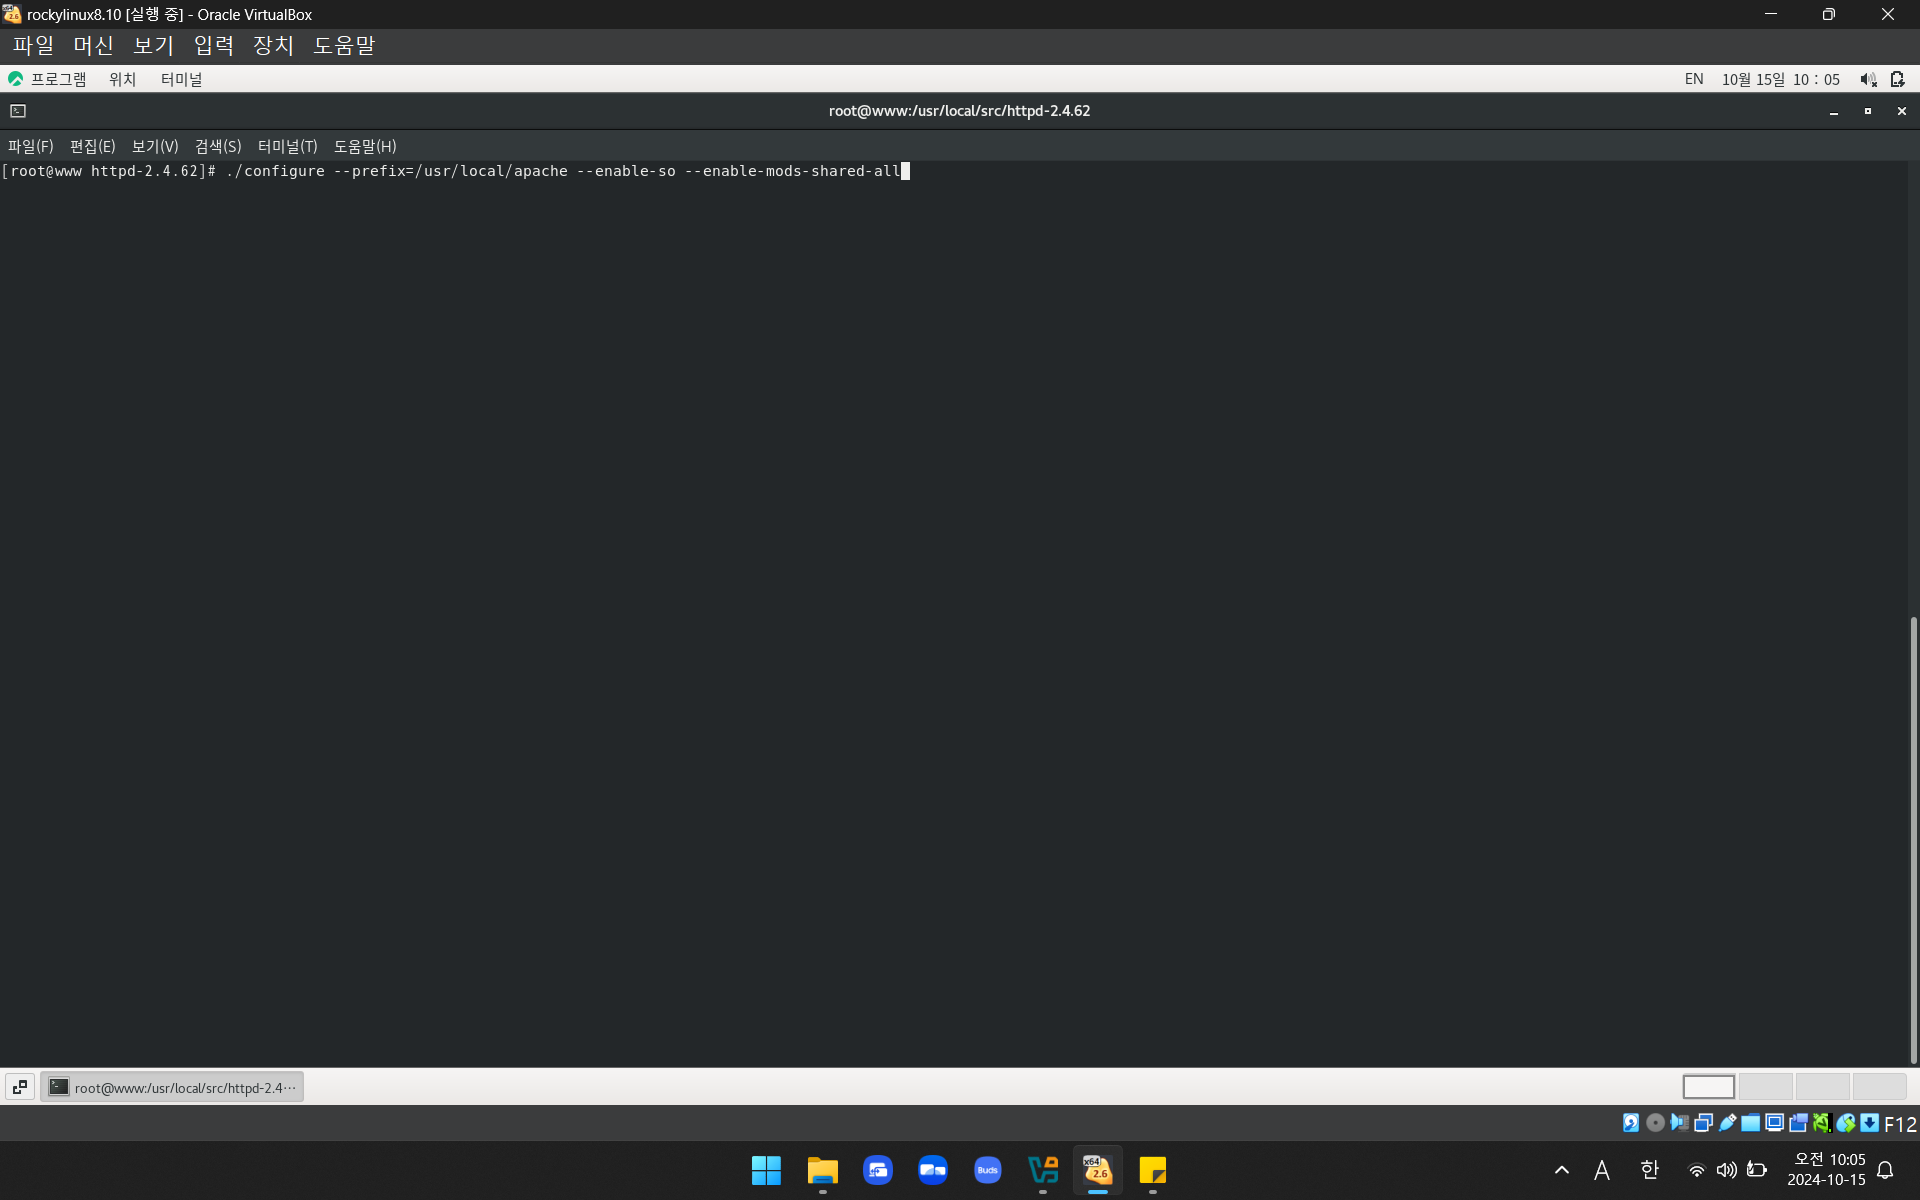 rockylinux8.10 [실행 중] - Oracle VirtualBox
파일 머신 보기 입력 장치 도움말
프로그램 위치 터미널 EN 10월 15일 10 : 05
root@www:/usr/local/src/httpd-2.4.62
파일(F) 편집(E) 보기(V) 검색(S) 터미널(T) 도움말(H)
[root@www httpd-2.4.62]# ./configure --prefix=/usr/local/apache --enable-so --enable-mods-shared-all
root@www:/usr/local/src/httpd-2.4…
F12
Buds
x64
2.6
A 한 오전 10:05
2024-10-15